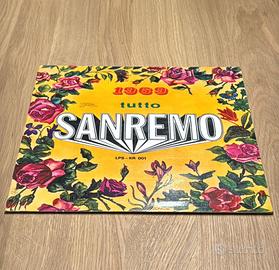 1969
tutto
SANREMO
LPS - KR 001